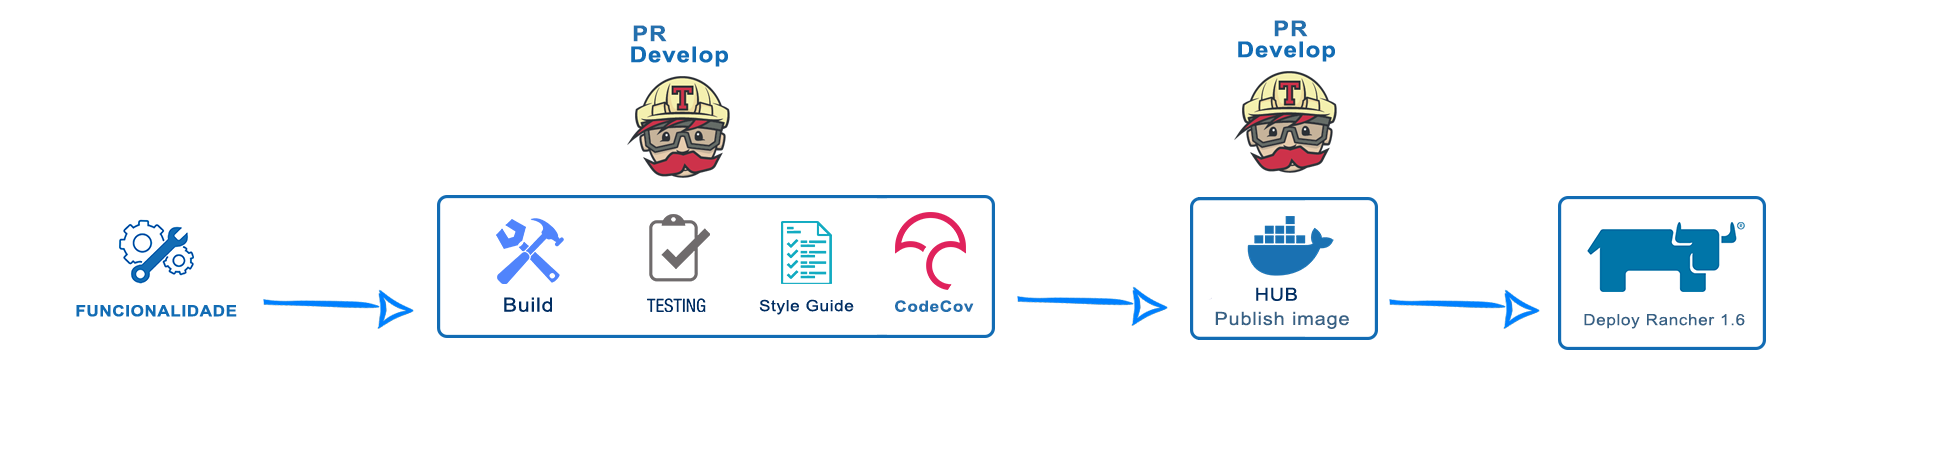 PR
Develop
T
PR
Develop
T
FUNCIONALIDADE
Build
TESTING
Style Guide
CodeCov
HUB
Publish image
®
Deploy Rancher 1.6